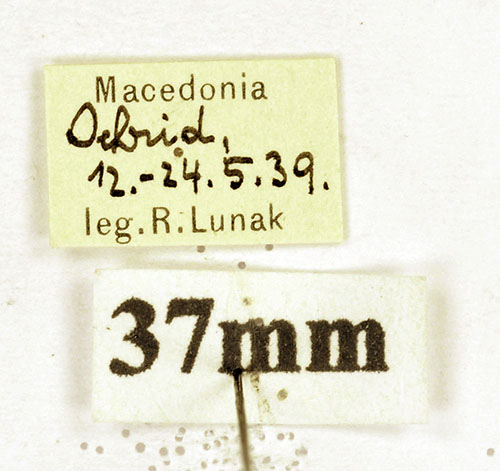 Macedonia
Ochrid,
12.-24.5.39.
leg. R. Lunak
37mm